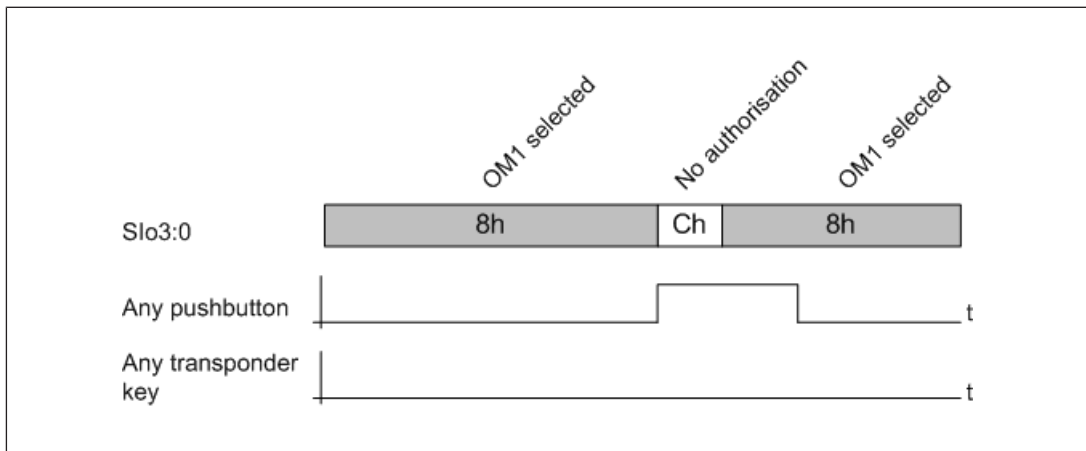 OM1 selected
No authorisation
OM1 selected
SIo3:0
8h
Ch
8h
Any pushbutton
t
Any transponder
key
t